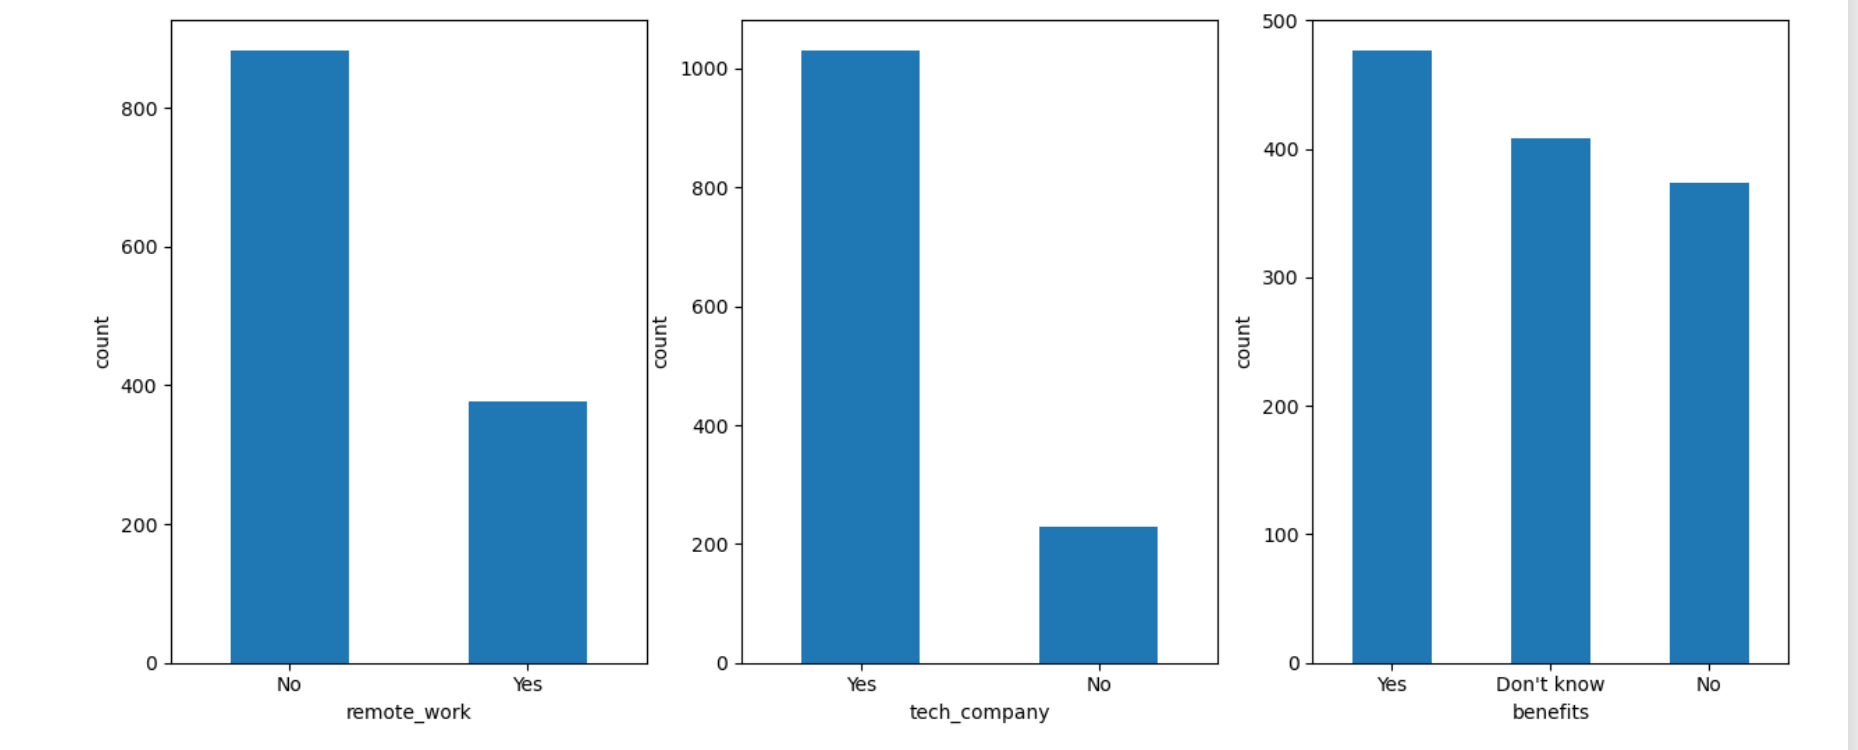 count
800
600
400
200
0
No Yes
remote_work
count
1000
800
600
400
200
0
Yes No
tech_company
count
500
400
300
200
100
0
Yes Don't know No
benefits